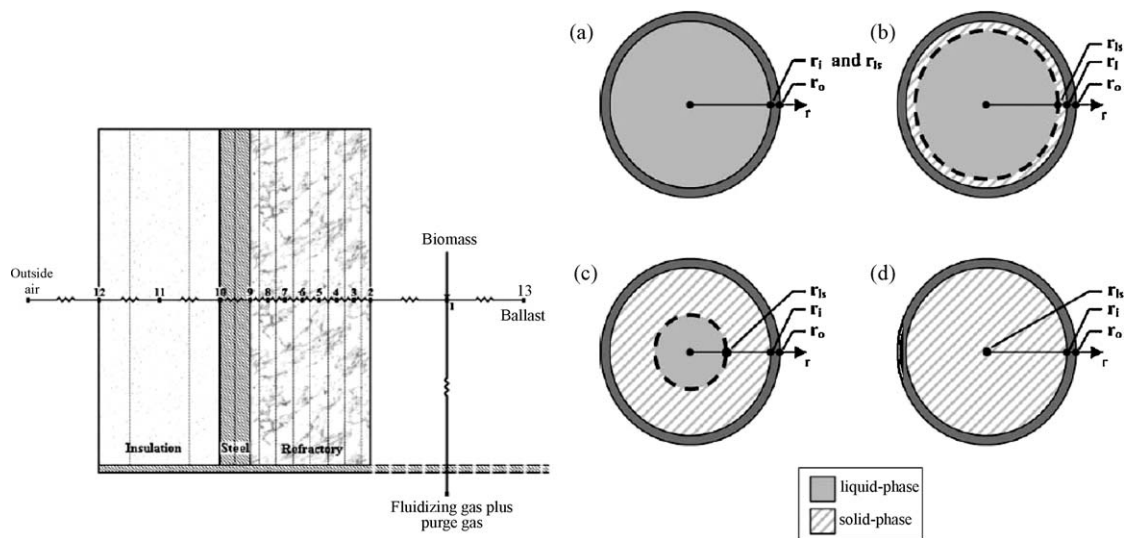 Biomass
Outside
air
12
11
10
9
8
7
6
5
4
3
2
1
13
Ballast
Insulation
Steel
Refractory
Fluidizing gas plus
purge gas
(a)
r_i and r_ls
r_o
r
(b)
r_ls
r_l
r_o
r
(c)
r_ls
r_i
r_o
r
(d)
r_ls
r_i
r_o
r
liquid-phase
solid-phase